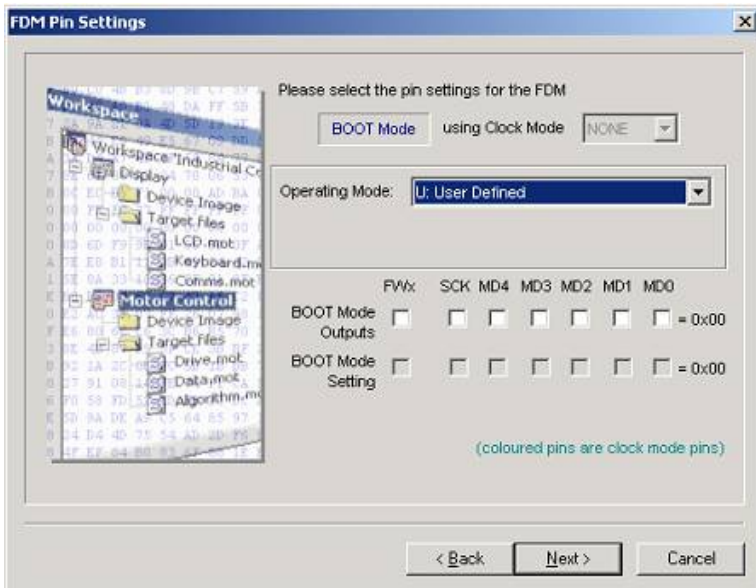 FDM Pin Settings
Please select the pin settings for the FDM
BOOT Mode using Clock Mode NONE
Operating Mode: U: User Defined
FWx SCK MD4 MD3 MD2 MD1 MD0
BOOT Mode Outputs = 0x00
BOOT Mode Setting = 0x00
(coloured pins are clock mode pins)
Workspace
Workspace "Industrial Co
Display
Device Image
Target Files
LCD.mot
Keyboard.m
Comms.mot
Motor Control
Device Image
Target Files
Drive.mot
Data.mot
Algorithm.mo
< Back Next > Cancel